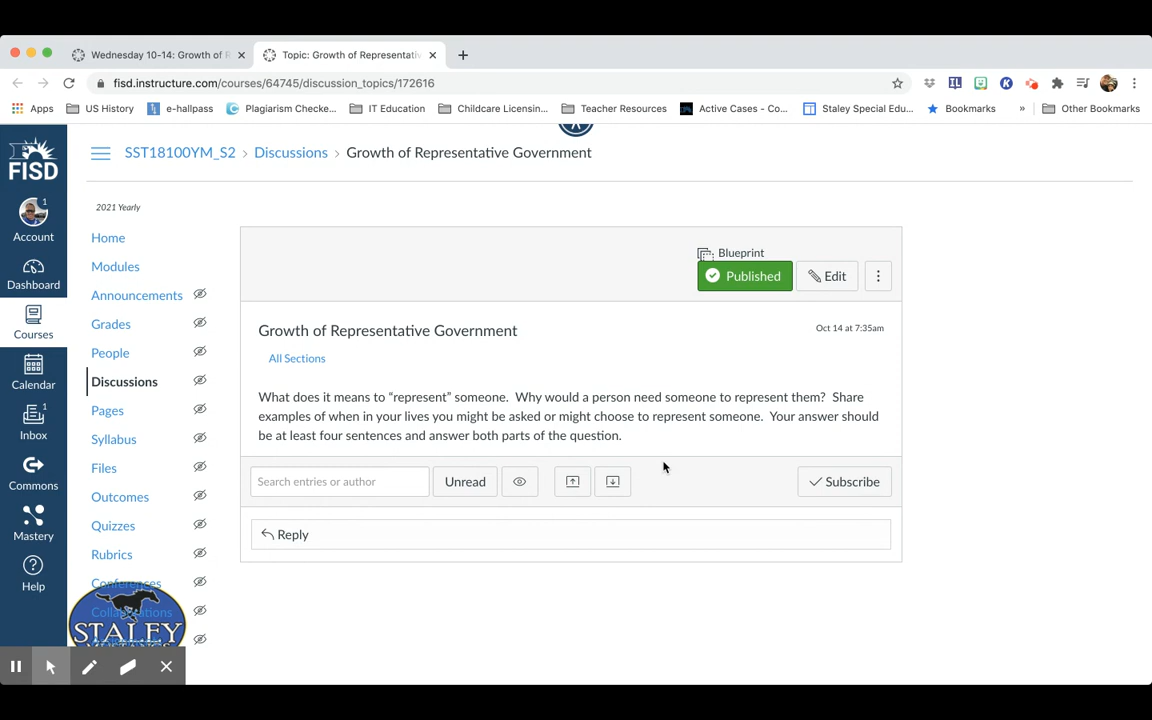 Wednesday 10-14: Growth of R
Topic: Growth of Representativ
fisd.instructure.com/courses/64745/discussion_topics/172616
Apps US History e-hallpass Plagiarism Checke... IT Education Childcare Licensin... Teacher Resources Active Cases - Co... Staley Special Edu... Bookmarks » Other Bookmarks
FISD
SST18100YM_S2 › Discussions › Growth of Representative Government
2021 Yearly
1
Account
Dashboard
Courses
Calendar
1
Inbox
Commons
Mastery
Help
Home
Modules
Announcements
Grades
People
Discussions
Pages
Syllabus
Files
Outcomes
Quizzes
Rubrics
Conferences
Collaborations
STALEY
Blueprint
Published Edit
Growth of Representative Government
Oct 14 at 7:35am
All Sections
What does it means to “represent” someone. Why would a person need someone to represent them? Share
examples of when in your lives you might be asked or might choose to represent someone. Your answer should
be at least four sentences and answer both parts of the question.
Search entries or author Unread Subscribe
Reply